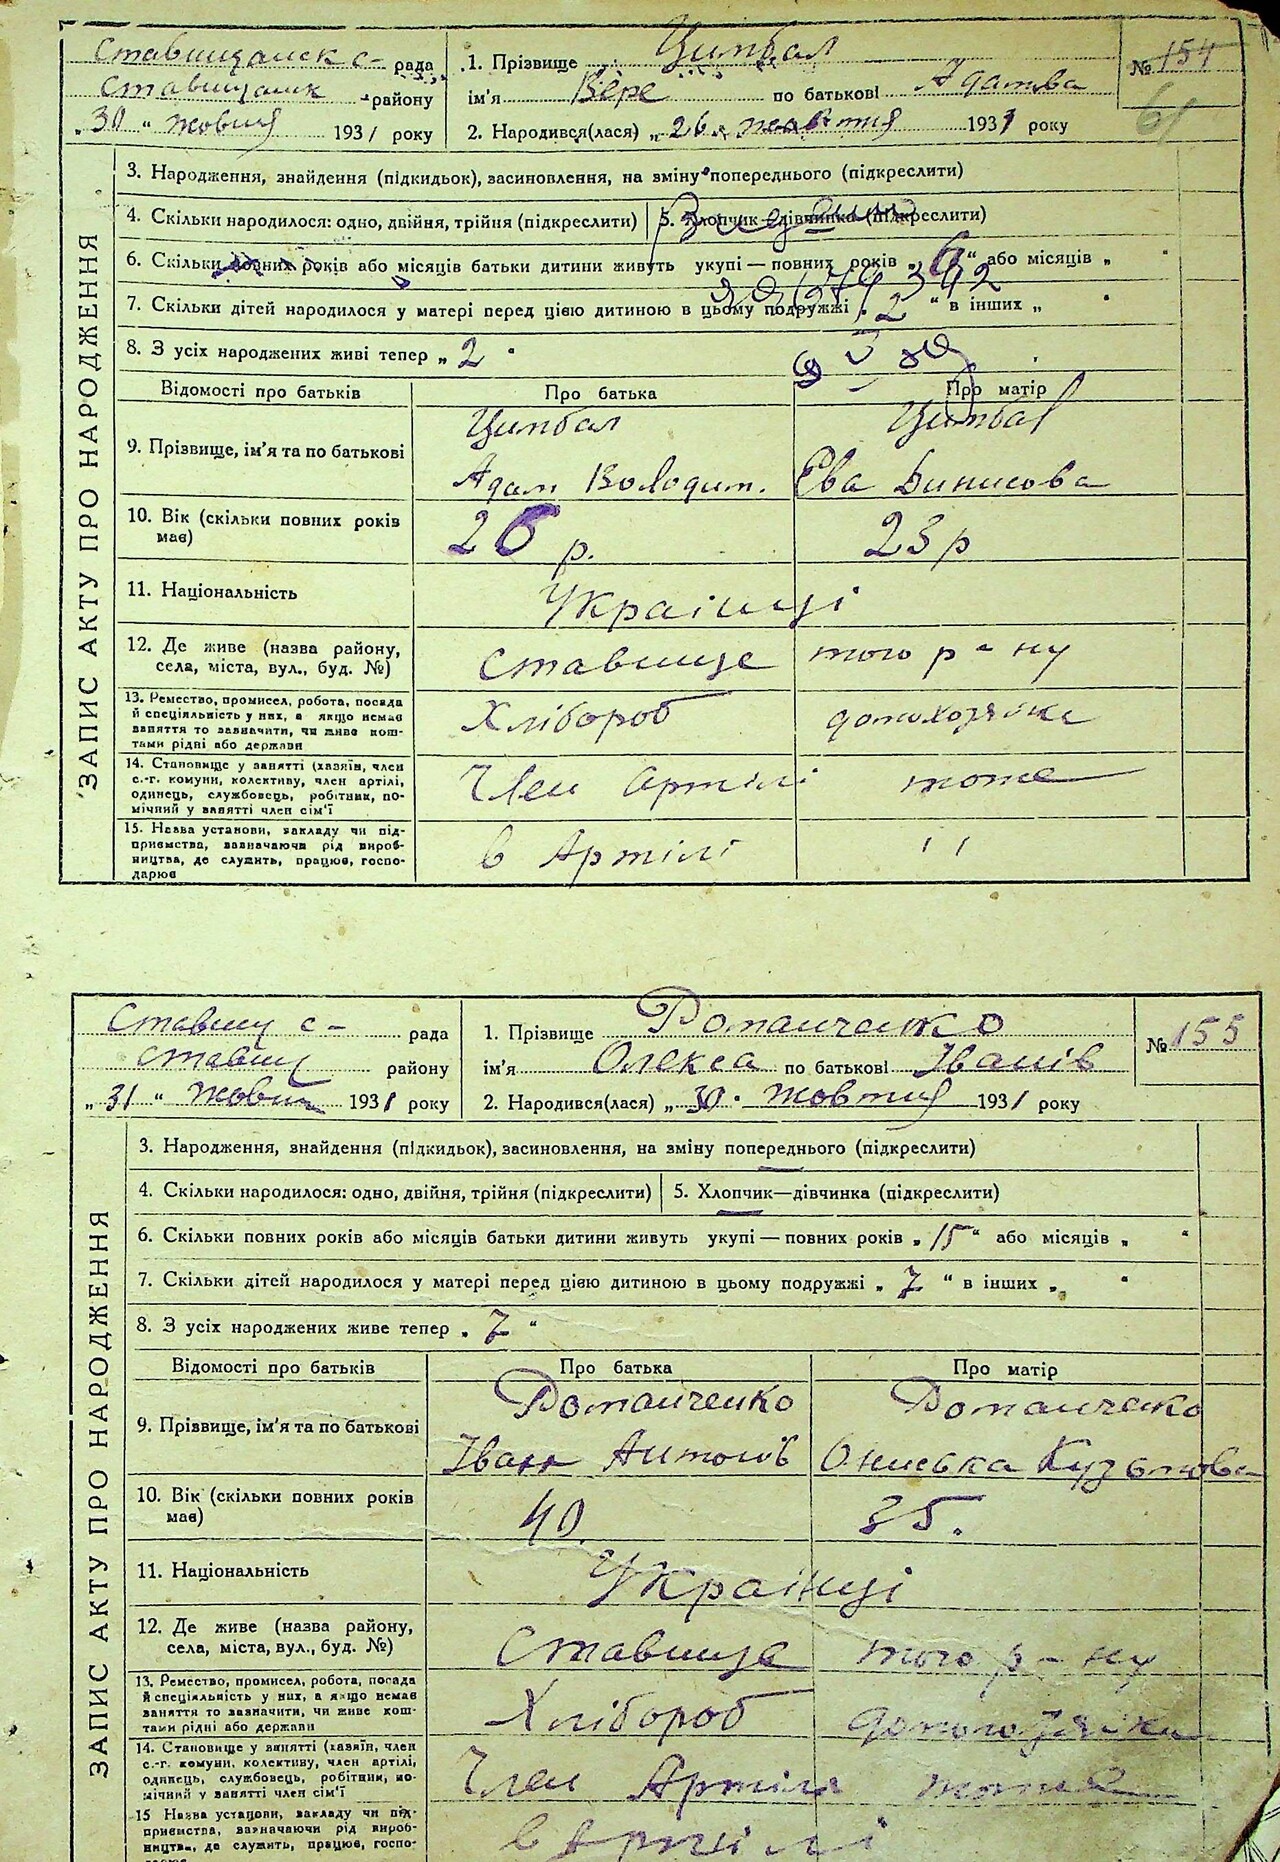 ЗАПИС АКТУ ПРО НАРОДЖЕННЯ
Ставищанск с- рада
Ставищанск району
„30“ жовтня 1931 року
1. Прізвище Цимбал
ім'я Вера по батькові Адамова
2. Народився(лася) „26“ жовтня 1931 року
№ 154
61
3. Народження, знайдення (підкидьок), засиновлення, на зміну попереднього (підкреслити)
4. Скільки народилося: одно, двійня, трійня (підкреслити) 5. Хлопчик—дівчинка (підкреслити)
6. Скільки повних років або місяців батьки дитини живуть укупі — повних років „6“ або місяців „ “
7. Скільки дітей народилося у матері перед цією дитиною в цьому подружжі „2“ в інших „ “
8. З усіх народжених живі тепер „2“
Відомості про батьків Про батька Про матір
9. Прізвище, ім'я та по батькові Цимбал Цимбал
Адам Володим. Ева Динисова
10. Вік (скільки повних років має) 26 р. 23 р
11. Національність Українці
12. Де живе (назва району, села, міста, вул., буд. №) Ставище того р-ну
13. Ремество, промисел, робота, посада й спеціяльність у них, а якщо немає заняття то зазначити, чи живе коштами рідні або держави Хлібороб домохозяйка
14. Становище у занятті (хазяїн, член с.-г. комуни, колективу, член артілі, одинець, службовець, робітник, помічний у занятті член сім'ї Член Артілі тоже
15. Назва установи, закладу чи підприємства, зазначаючи рід виробництва, де служить, працює, господарює в Артілі ''
ЗАПИС АКТУ ПРО НАРОДЖЕННЯ
Ставищ с- рада
Ставищ району
„31“ Жовтн 1931 року
1. Прізвище Романченко
ім'я Олекса по батькові Іванів
2. Народився(лася) „30“ Жовтня 1931 року
№ 155
3. Народження, знайдення (підкидьок), засиновлення, на зміну попереднього (підкреслити)
4. Скільки народилося: одно, двійня, трійня (підкреслити) 5. Хлопчик—дівчинка (підкреслити)
6. Скільки повних років або місяців батьки дитини живуть укупі — повних років „15“ або місяців „ “
7. Скільки дітей народилося у матері перед цією дитиною в цьому подружжі „7“ в інших „ “
8. З усіх народжених живе тепер „7“
Відомості про батьків Про батька Про матір
9. Прізвище, ім'я та по батькові Романченко Романченко
Іван Антонів Ониська Кузьмова
10. Вік (скільки повних років має) 40 35.
11. Національність Українці
12. Де живе (назва району, села, міста, вул., буд. №) Ставище того р-ну
13. Ремество, промисел, робота, посада й спеціяльність у них, а якщо немає заняття то зазначити, чи живе коштами рідні або держави Хлібороб домогозяйка
14. Становище у занятті (хазяїн, член с.-г. комуни, колективу, член артілі, одинець, службовець, робітник, помічний у занятті член сім'ї Член Артіля тоже
15 Назва установи, закладу чи підприємства, зазначаючи рід виробництва, де служить, працює, госпо- в Артілі